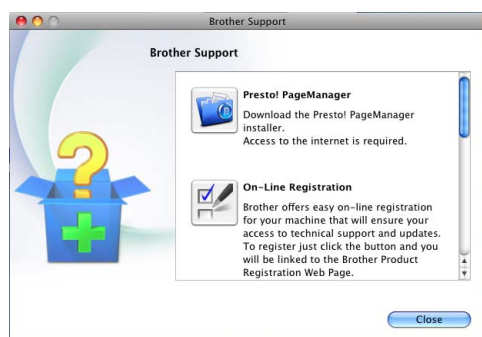 Brother Support
Brother Support
Presto! PageManager
Download the Presto! PageManager
installer.
Access to the internet is required.
On-Line Registration
Brother offers easy on-line registration
for your machine that will ensure your
access to technical support and updates.
To register just click the button and you
will be linked to the Brother Product
Registration Web Page.
Close